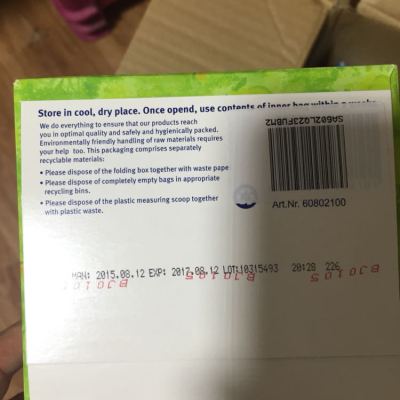 Store in cool, dry place. Once opend, use contents of inner bag within
We do everything to ensure that our products reach
you in optimal quality and safely and hygienically packed.
Environmentally friendly handling of raw materials requires
your help too. This packaging comprises separately
recyclable materials:
• Please dispose of the folding box together with waste pape
• Please dispose of completely empty bags in appropriate
recycling bins.
• Please dispose of the plastic measuring scoop together
with plastic waste.
Art.Nr. 60802100
MAN: 2015.08.12 EXP: 2017.08.12 LOT:10315493 20:28 226